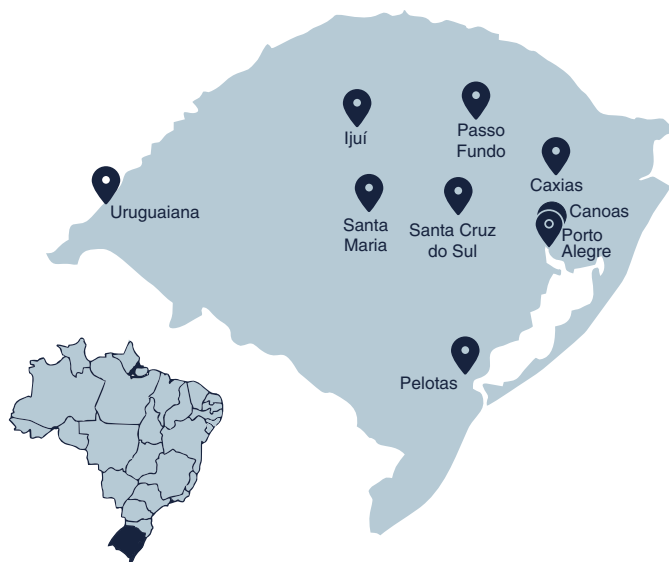 Ijuí
Passo
Fundo
Caxias
Uruguaiana
Santa
Maria
Santa Cruz
do Sul
Canoas
Porto
Alegre
Pelotas